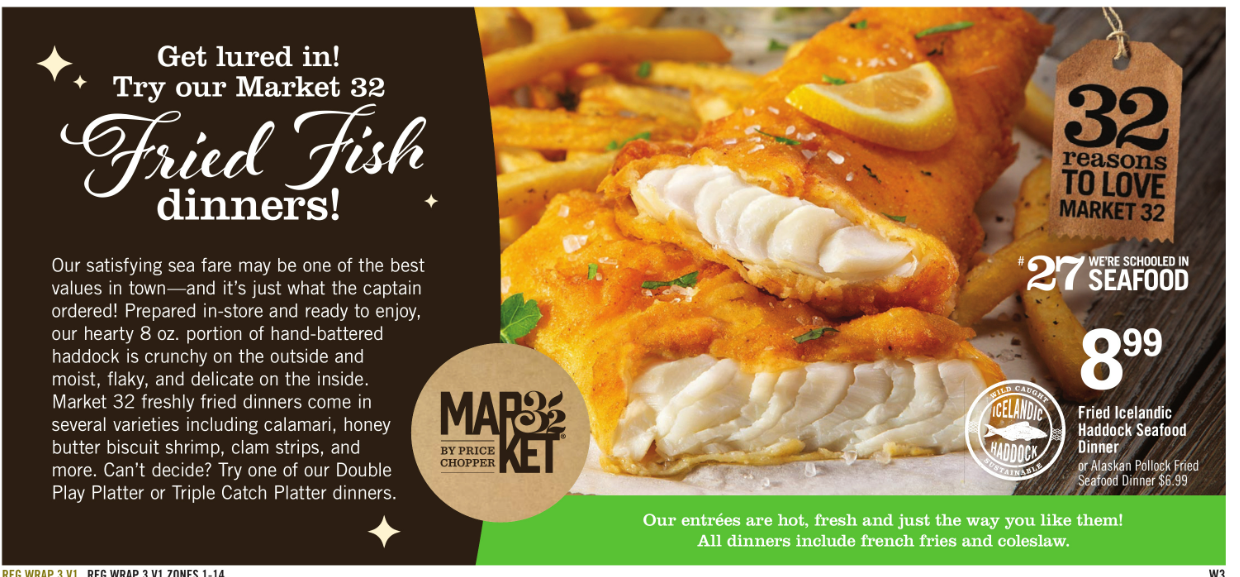 Get lured in!
Try our Market 32
Fried Fish
dinners!
Our satisfying sea fare may be one of the best
values in town—and it's just what the captain
ordered! Prepared in-store and ready to enjoy,
our hearty 8 oz. portion of hand-battered
haddock is crunchy on the outside and
moist, flaky, and delicate on the inside.
Market 32 freshly fried dinners come in
several varieties including calamari, honey
butter biscuit shrimp, clam strips, and
more. Can't decide? Try one of our Double
Play Platter or Triple Catch Platter dinners.
MAR32
KET®
BY PRICE
CHOPPER
32
reasons
TO LOVE
MARKET 32
#27 WE'RE SCHOOLED IN
SEAFOOD
8 99
WILD CAUGHT
ICELANDIC
HADDOCK
SUSTAINABLE
Fried Icelandic
Haddock Seafood
Dinner
or Alaskan Pollock Fried
Seafood Dinner $6.99
Our entrées are hot, fresh and just the way you like them!
All dinners include french fries and coleslaw.
REG WRAP 3 V1 REG WRAP 3 V1 ZONES 1-14
W3